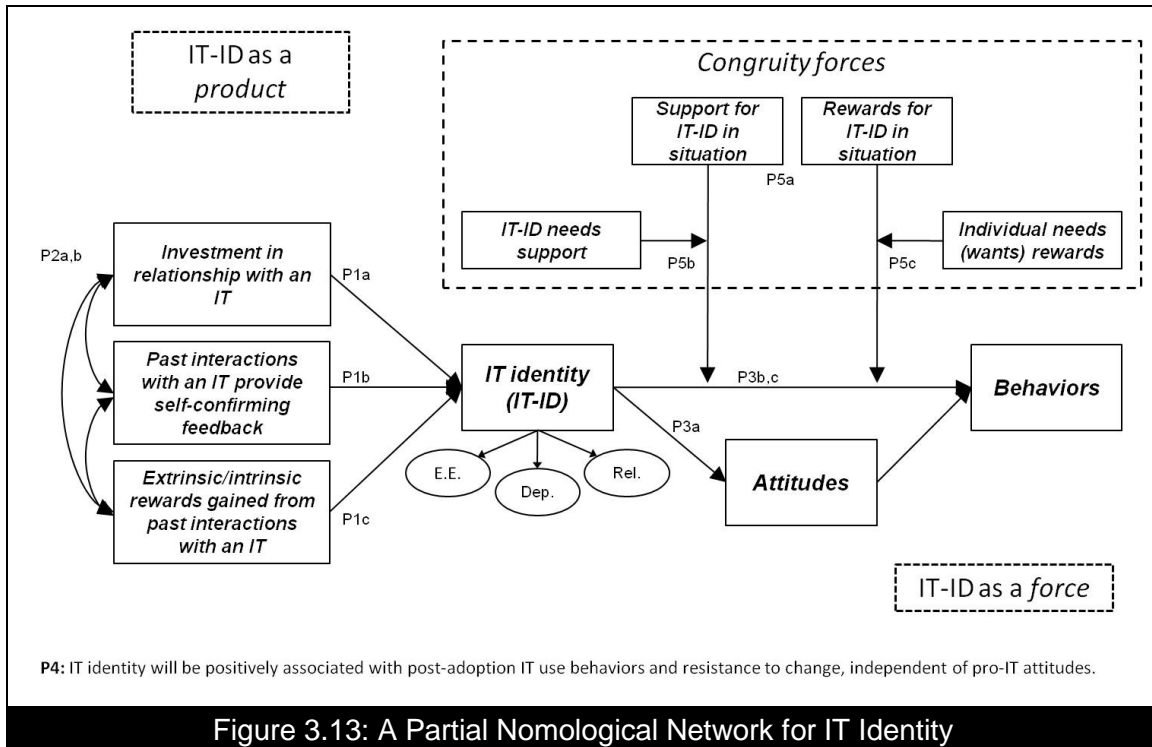 IT-ID as a
product
Congruity forces
Support for
IT-ID in
situation
Rewards for
IT-ID in
situation
P5a
IT-ID needs
support
P5b
Individual needs
(wants) rewards
P5c
P2a,b
Investment in
relationship with an
IT
P1a
Past interactions
with an IT provide
self-confirming
feedback
P1b
Extrinsic/intrinsic
rewards gained from
past interactions
with an IT
P1c
IT identity
(IT-ID)
E.E.
Dep.
Rel.
P3b,c
P3a
Attitudes
Behaviors
IT-ID as a force
P4: IT identity will be positively associated with post-adoption IT use behaviors and resistance to change, independent of pro-IT attitudes.
Figure 3.13: A Partial Nomological Network for IT Identity